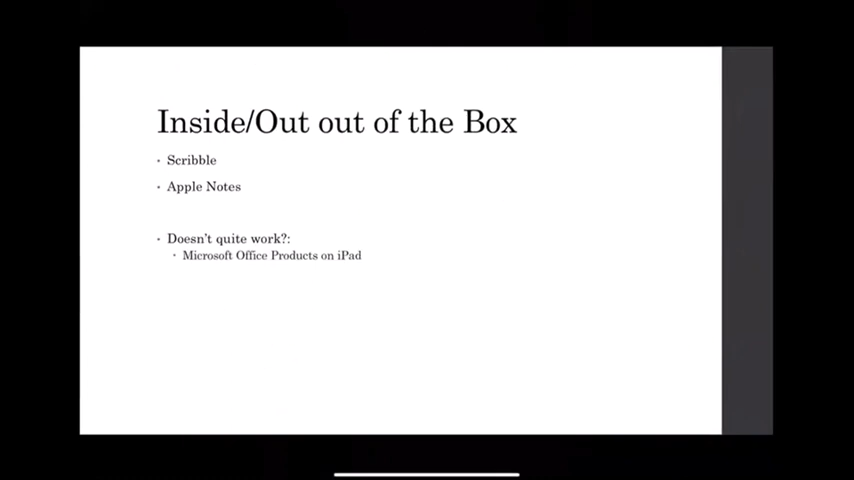 Inside/Out out of the Box
• Scribble
• Apple Notes
• Doesn't quite work?:
• Microsoft Office Products on iPad